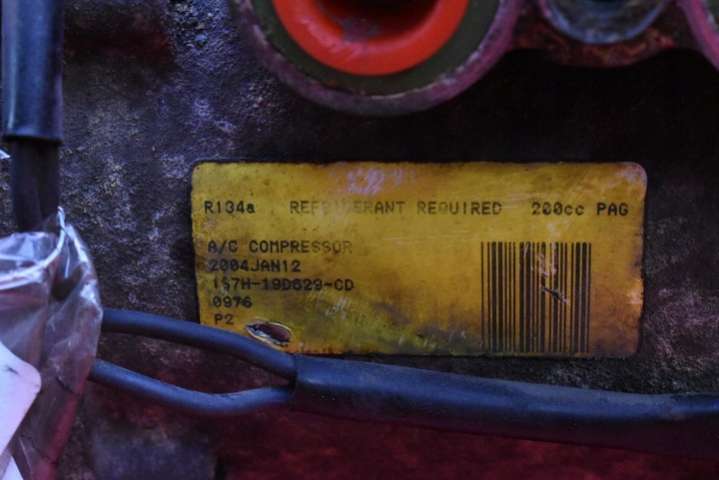 R134a REFRIGERANT REQUIRED 200cc PAG
A/C COMPRESSOR
2004JAN12
1S7H-19D629-CD
0976
P2